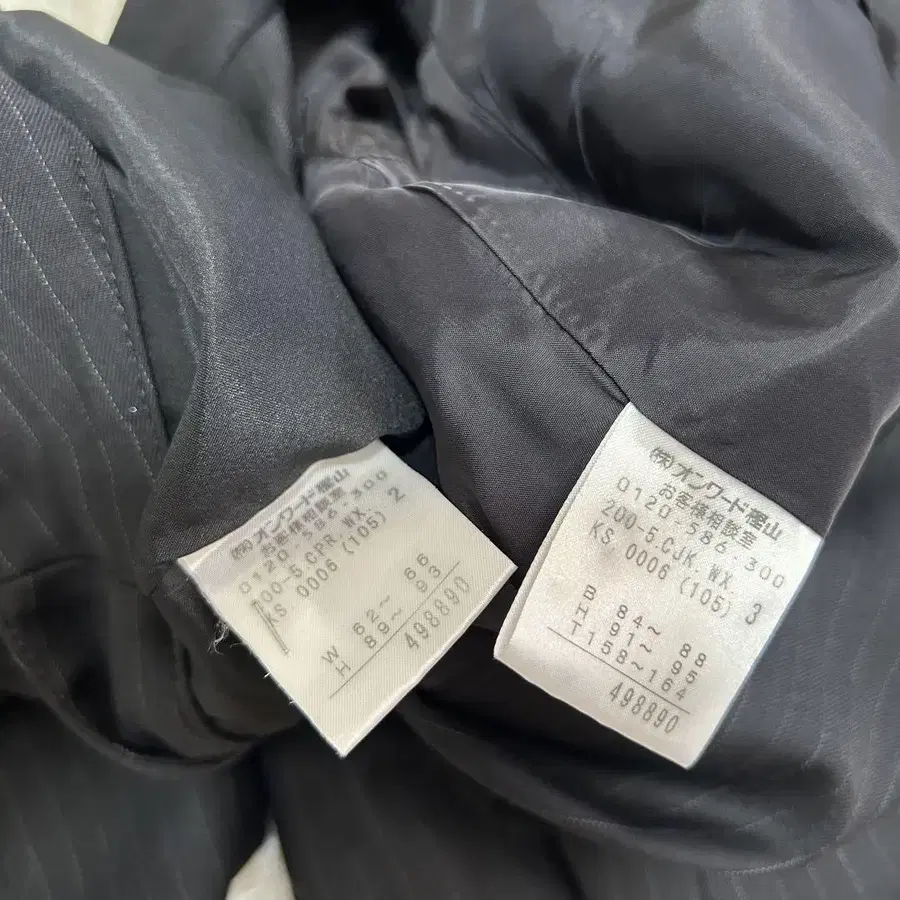 ㈱オンワード樫山
お客様相談室
0120-586-300
200-5.CPR.WX. 2
KS 0006 (105)
W 62～ 66
H 89～ 93
498890
㈱オンワード樫山
お客様相談室
0120-586-300
200-5.CJK.WX.
KS 0006 (105) 3
B 84～ 88
H 91～ 95
T158～164
498890